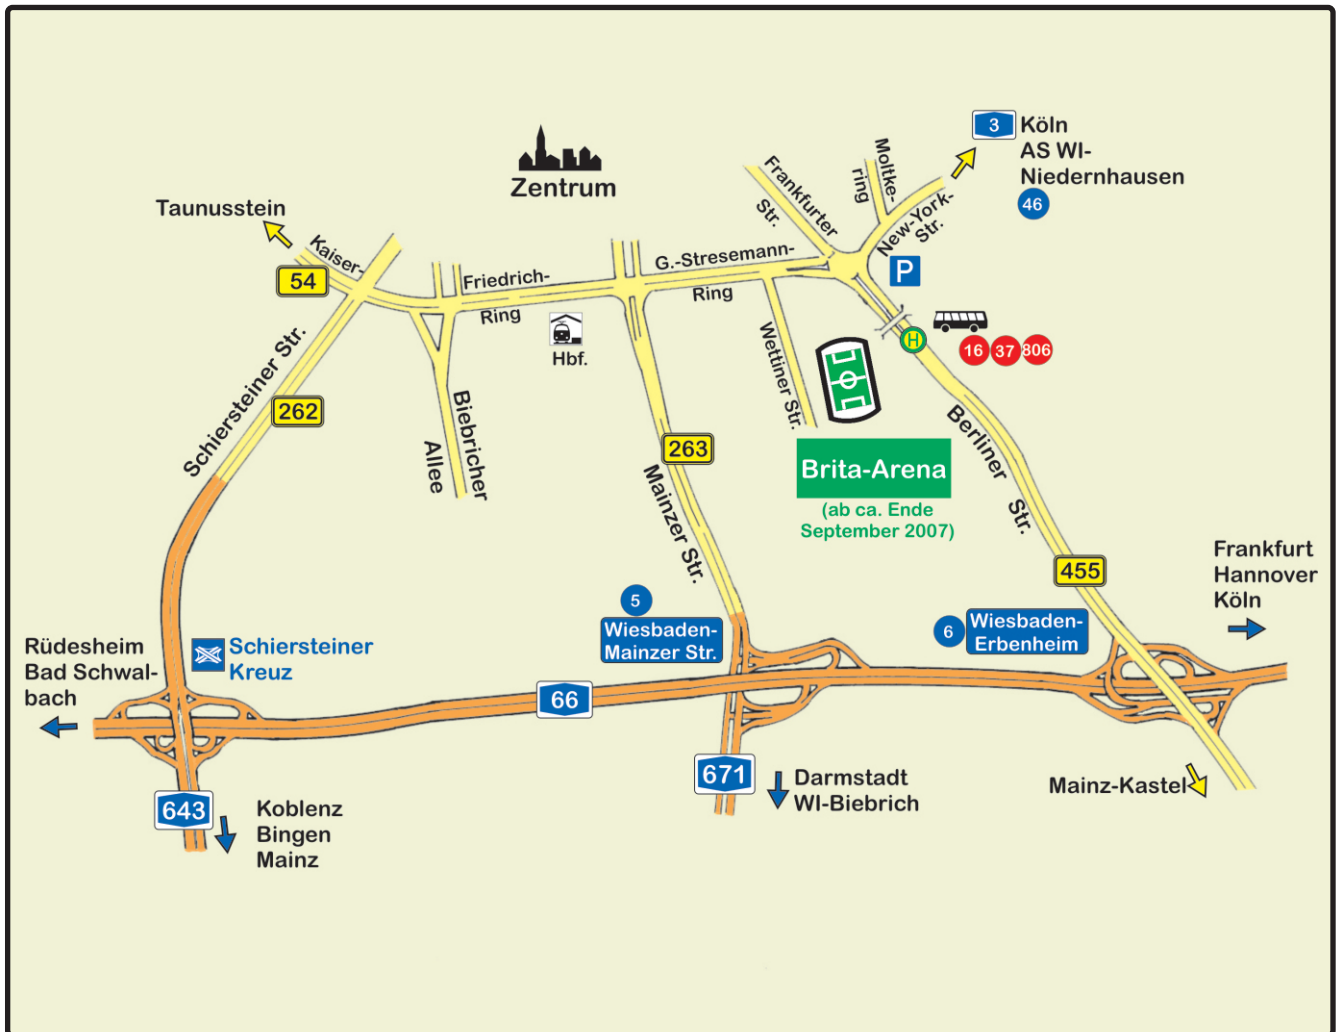 3
Köln
AS WI-
Niedernhausen
46
Zentrum
Taunusstein
Kaiser-
54
Friedrich-
Ring
G.-Stresemann-
Ring
Frankfurter
Str.
Moltke-
ring
New-York-
Str.
P
H
16 37 806
Hbf.
Wettiner Str.
Schiersteiner Str.
262
Biebricher
Allee
263
Mainzer Str.
Brita-Arena
(ab ca. Ende
September 2007)
Berliner
Str.
455
Frankfurt
Hannover
Köln
5
Wiesbaden-
Mainzer Str.
6
Wiesbaden-
Erbenheim
Rüdesheim
Bad Schwal-
bach
Schiersteiner
Kreuz
66
671
Darmstadt
WI-Biebrich
Mainz-Kastel
643
Koblenz
Bingen
Mainz